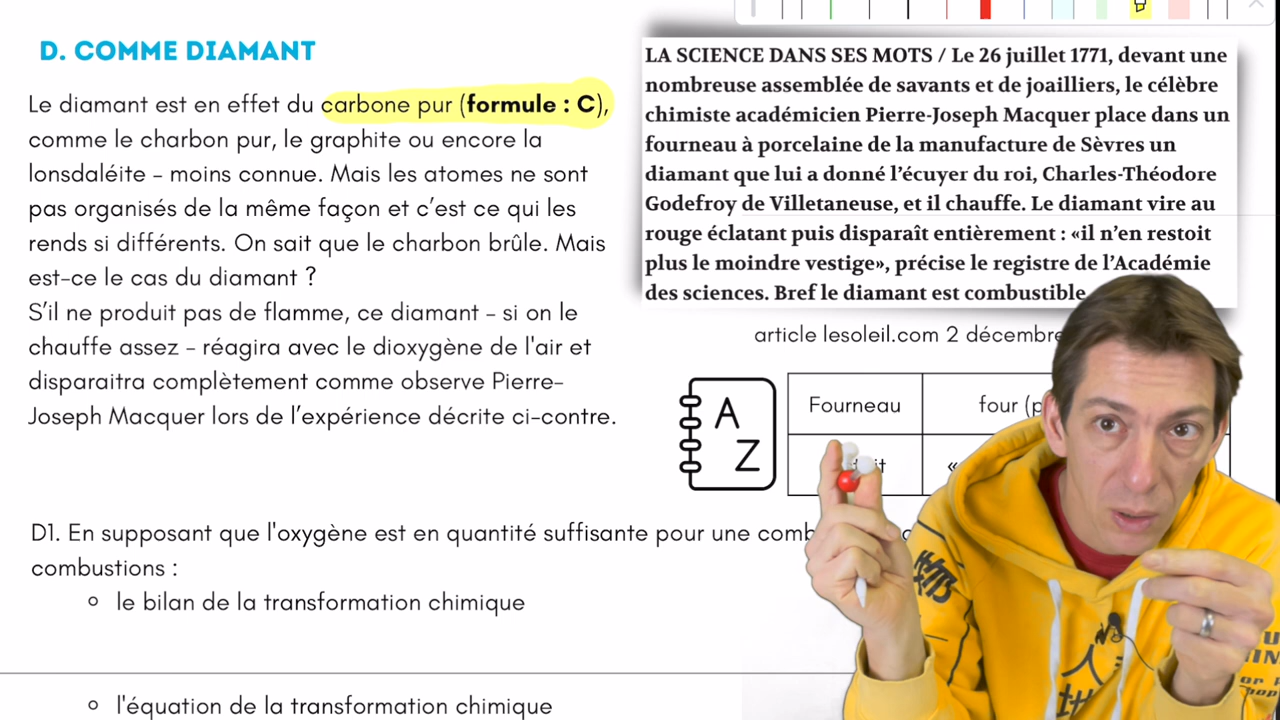 D. COMME DIAMANT
Le diamant est en effet du carbone pur (formule : C),
comme le charbon pur, le graphite ou encore la
lonsdaléite - moins connue. Mais les atomes ne sont
pas organisés de la même façon et c'est ce qui les
rends si différents. On sait que le charbon brûle. Mais
est-ce le cas du diamant ?
S'il ne produit pas de flamme, ce diamant - si on le
chauffe assez - réagira avec le dioxygène de l'air et
disparaitra complètement comme observe Pierre-
Joseph Macquer lors de l'expérience décrite ci-contre.
LA SCIENCE DANS SES MOTS / Le 26 juillet 1771, devant une
nombreuse assemblée de savants et de joailliers, le célèbre
chimiste académicien Pierre-Joseph Macquer place dans un
fourneau à porcelaine de la manufacture de Sèvres un
diamant que lui a donné l'écuyer du roi, Charles-Théodore
Godefroy de Villetaneuse, et il chauffe. Le diamant vire au
rouge éclatant puis disparaît entièrement : «il n'en restoit
plus le moindre vestige», précise le registre de l'Académie
des sciences. Bref le diamant est combustible
article lesoleil.com 2 décembre
A
Z
Fourneau
four
D1. En supposant que l'oxygène est en quantité suffisante pour une
combustions :
le bilan de la transformation chimique
l'équation de la transformation chimique
物